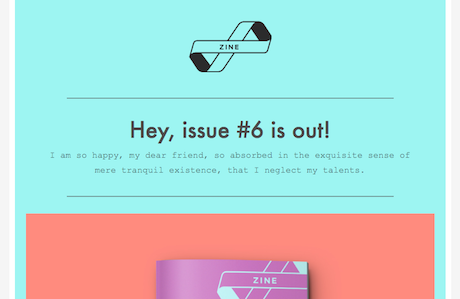 ZINE
Hey, issue #6 is out!
I am so happy, my dear friend, so absorbed in the exquisite sense of
mere tranquil existence, that I neglect my talents.
ZINE